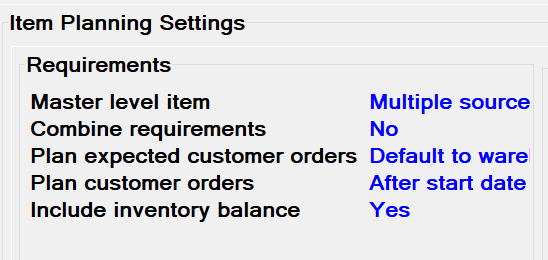 Item Planning Settings
Requirements
Master level item Multiple source
Combine requirements No
Plan expected customer orders Default to ware
Plan customer orders After start date
Include inventory balance Yes